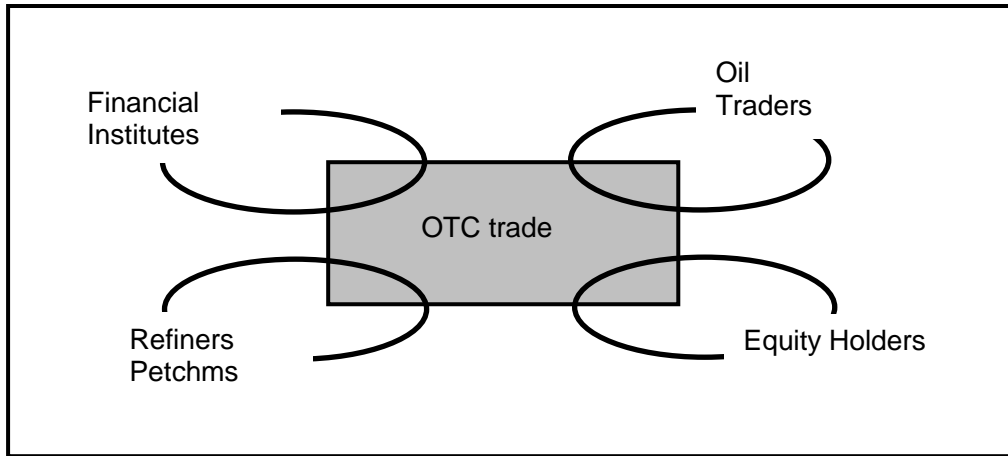 Financial
Institutes
Oil
Traders
OTC trade
Refiners
Petchms
Equity Holders